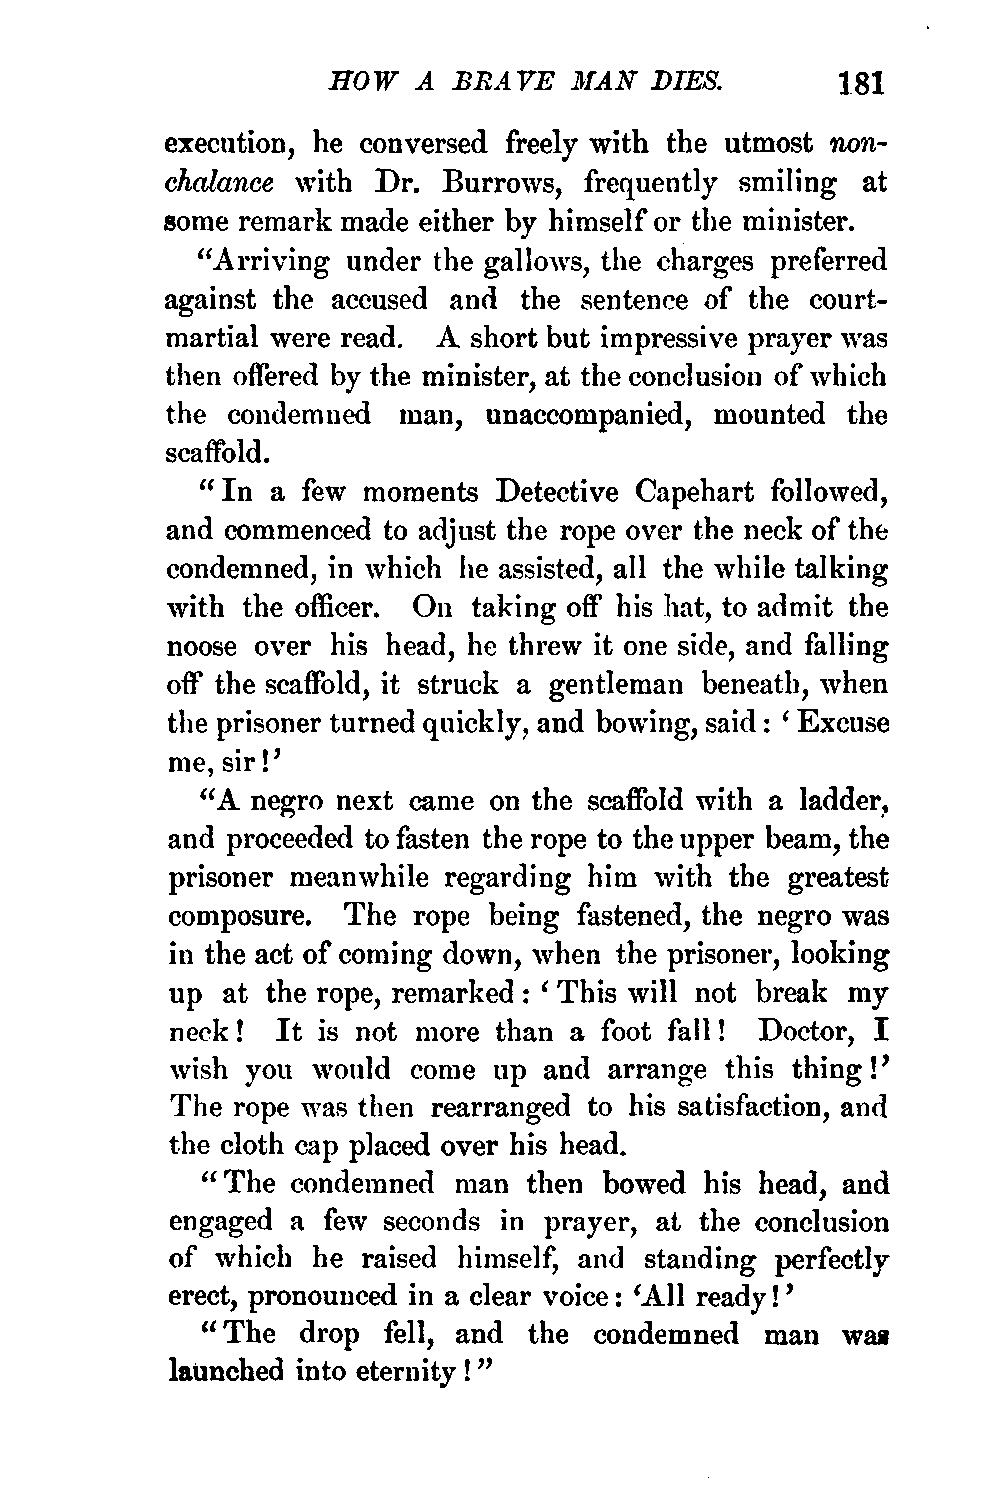 HOW A BRAVE MAN DIES. 181
execution, he conversed freely with the utmost non-
chalance with Dr. Burrows, frequently smiling at
some remark made either by himself or the minister.
"Arriving under the gallows, the charges preferred
against the accused and the sentence of the court-
martial were read. A short but impressive prayer was
then offered by the minister, at the conclusion of which
the condemned man, unaccompanied, mounted the
scaffold.
"In a few moments Detective Capehart followed,
and commenced to adjust the rope over the neck of the
condemned, in which he assisted, all the while talking
with the officer. On taking off his hat, to admit the
noose over his head, he threw it one side, and falling
off the scaffold, it struck a gentleman beneath, when
the prisoner turned quickly, and bowing, said: 'Excuse
me, sir!'
"A negro next came on the scaffold with a ladder,
and proceeded to fasten the rope to the upper beam, the
prisoner meanwhile regarding him with the greatest
composure. The rope being fastened, the negro was
in the act of coming down, when the prisoner, looking
up at the rope, remarked: 'This will not break my
neck! It is not more than a foot fall! Doctor, I
wish you would come up and arrange this thing!'
The rope was then rearranged to his satisfaction, and
the cloth cap placed over his head.
"The condemned man then bowed his head, and
engaged a few seconds in prayer, at the conclusion
of which he raised himself, and standing perfectly
erect, pronounced in a clear voice: 'All ready!'
"The drop fell, and the condemned man was
launched into eternity!"